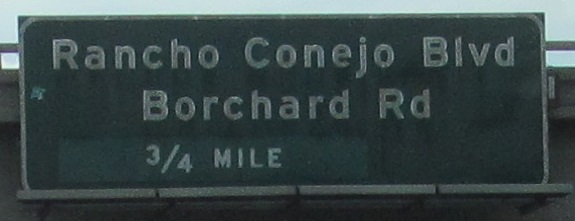 Rancho Conejo Blvd
Borchard Rd
3/4 MILE